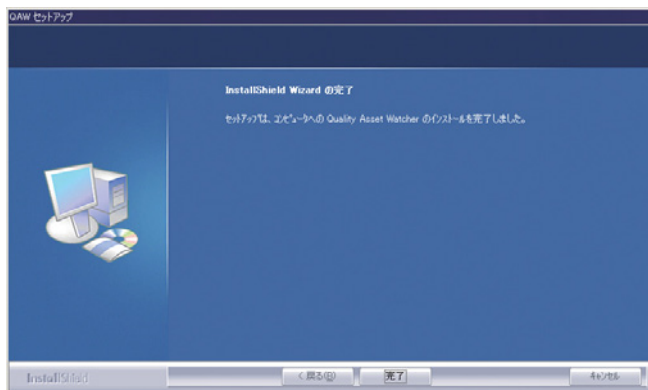 QAW セットアップ
InstallShield Wizard の完了
セットアップは、コンピュータへの Quality Asset Watcher のインストールを完了しました。
InstallShield
< 戻る(B)
完了
キャンセル